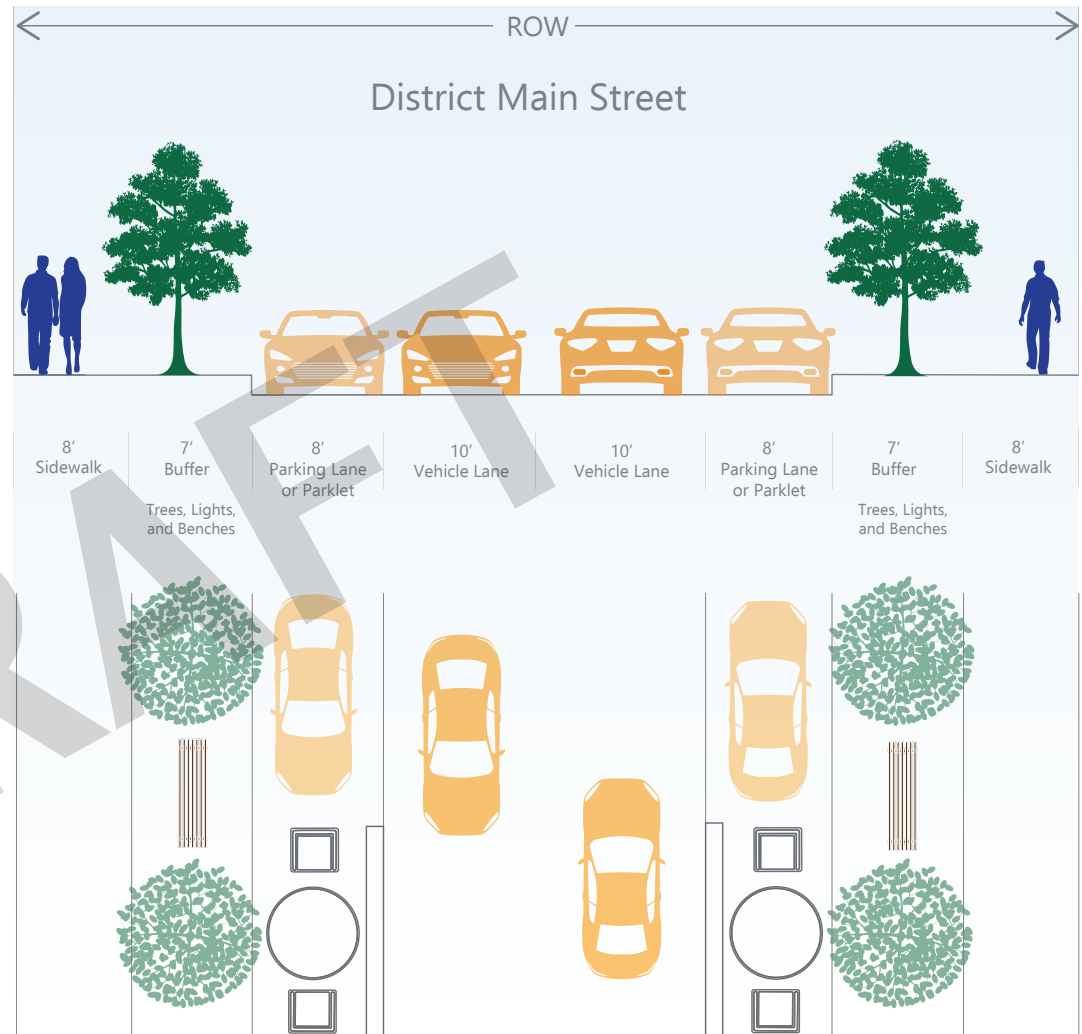 ROW
District Main Street
8′
Sidewalk
7′
Buffer
Trees, Lights,
and Benches
8′
Parking Lane
or Parklet
10′
Vehicle Lane
10′
Vehicle Lane
8′
Parking Lane
or Parklet
7′
Buffer
Trees, Lights,
and Benches
8′
Sidewalk
RAFT